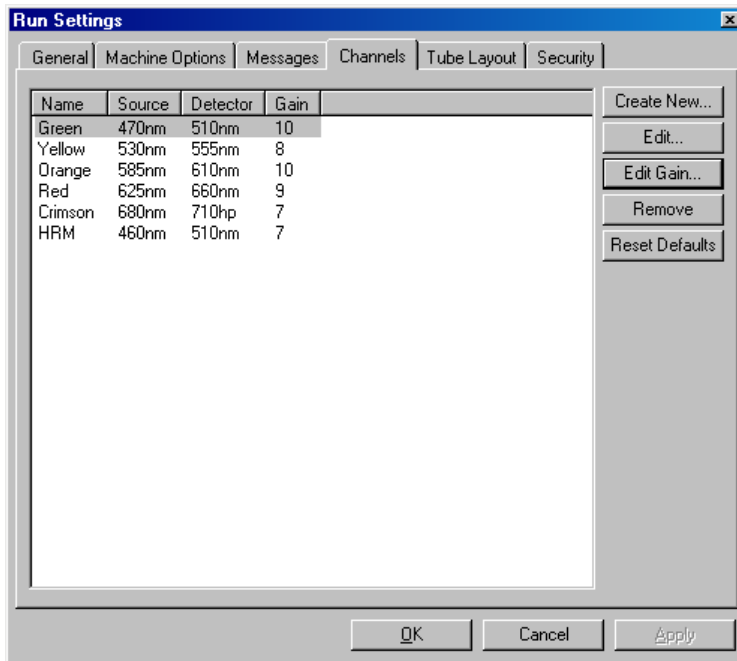 Run Settings
General Machine Options Messages Channels Tube Layout Security
Name Source Detector Gain
Green 470nm 510nm 10
Yellow 530nm 555nm 8
Orange 585nm 610nm 10
Red 625nm 660nm 9
Crimson 680nm 710hp 7
HRM 460nm 510nm 7
Create New...
Edit...
Edit Gain...
Remove
Reset Defaults
OK Cancel Apply